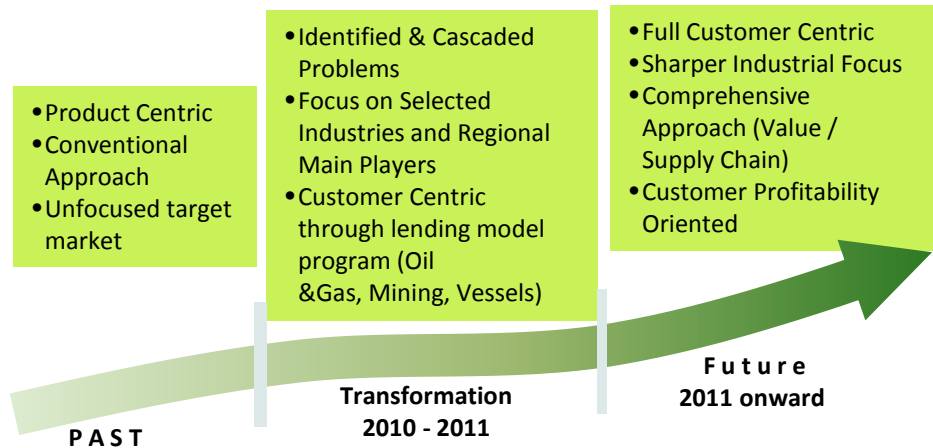 •Product Centric
•Conventional
Approach
•Unfocused target
market
•Identified & Cascaded
Problems
•Focus on Selected
Industries and Regional
Main Players
•Customer Centric
through lending model
program (Oil
&Gas, Mining, Vessels)
•Full Customer Centric
•Sharper Industrial Focus
•Comprehensive
Approach (Value /
Supply Chain)
•Customer Profitability
Oriented
P A S T
Transformation
2010 - 2011
F u t u r e
2011 onward